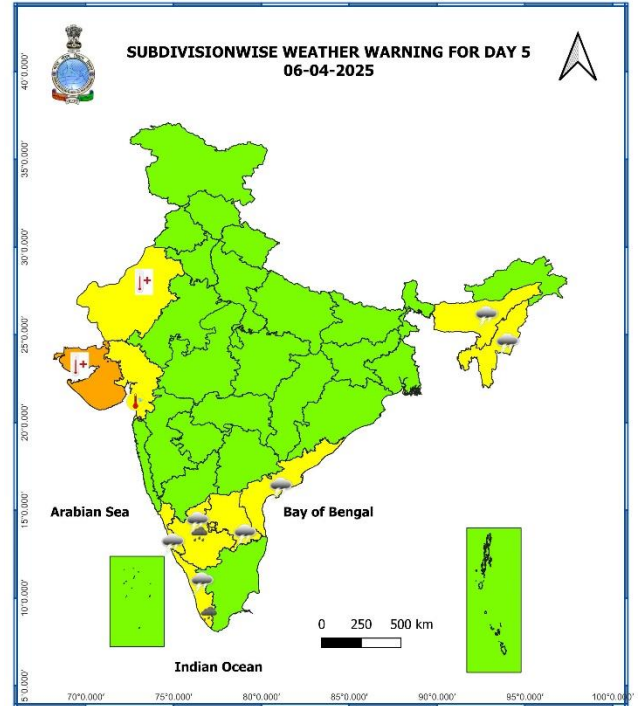 SUBDIVISIONWISE WEATHER WARNING FOR DAY 5
06-04-2025
40°0.000'
35°0.000'
30°0.000'
25°0.000'
20°0.000'
15°0.000'
10°0.000'
5°0.000'
Arabian Sea
Bay of Bengal
0 250 500 km
Indian Ocean
70°0.000' 75°0.000' 80°0.000' 85°0.000' 90°0.000' 95°0.000' 100°0.000'